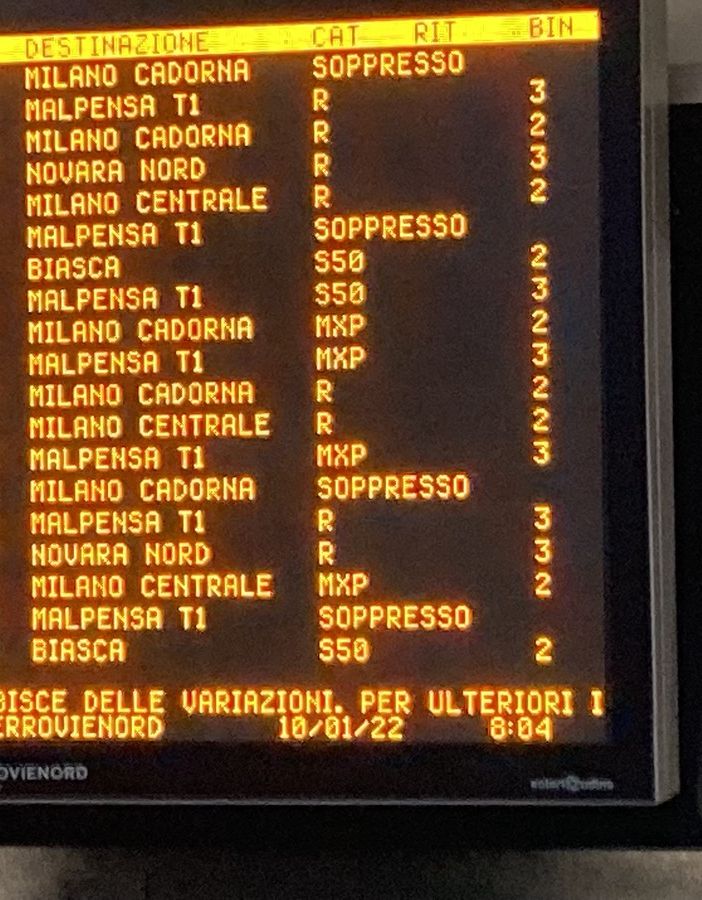 DESTINAZIONE CAT RIT BIN
MILANO CADORNA SOPPRESSO
MALPENSA T1 R 3
MILANO CADORNA R 2
NOVARA NORD R 3
MILANO CENTRALE R 2
MALPENSA T1 SOPPRESSO
BIASCA S50 2
MALPENSA T1 S50 3
MILANO CADORNA MXP 2
MALPENSA T1 MXP 3
MILANO CADORNA R 2
MILANO CENTRALE R 2
MALPENSA T1 MXP 3
MILANO CADORNA SOPPRESSO
MALPENSA T1 R 3
NOVARA NORD R 3
MILANO CENTRALE MXP 2
MALPENSA T1 SOPPRESSO
BIASCA S50 2
BISCE DELLE VARIAZIONI. PER ULTERIORI I
ERROVIENORD 10/01/22 8:04
OVIENORD